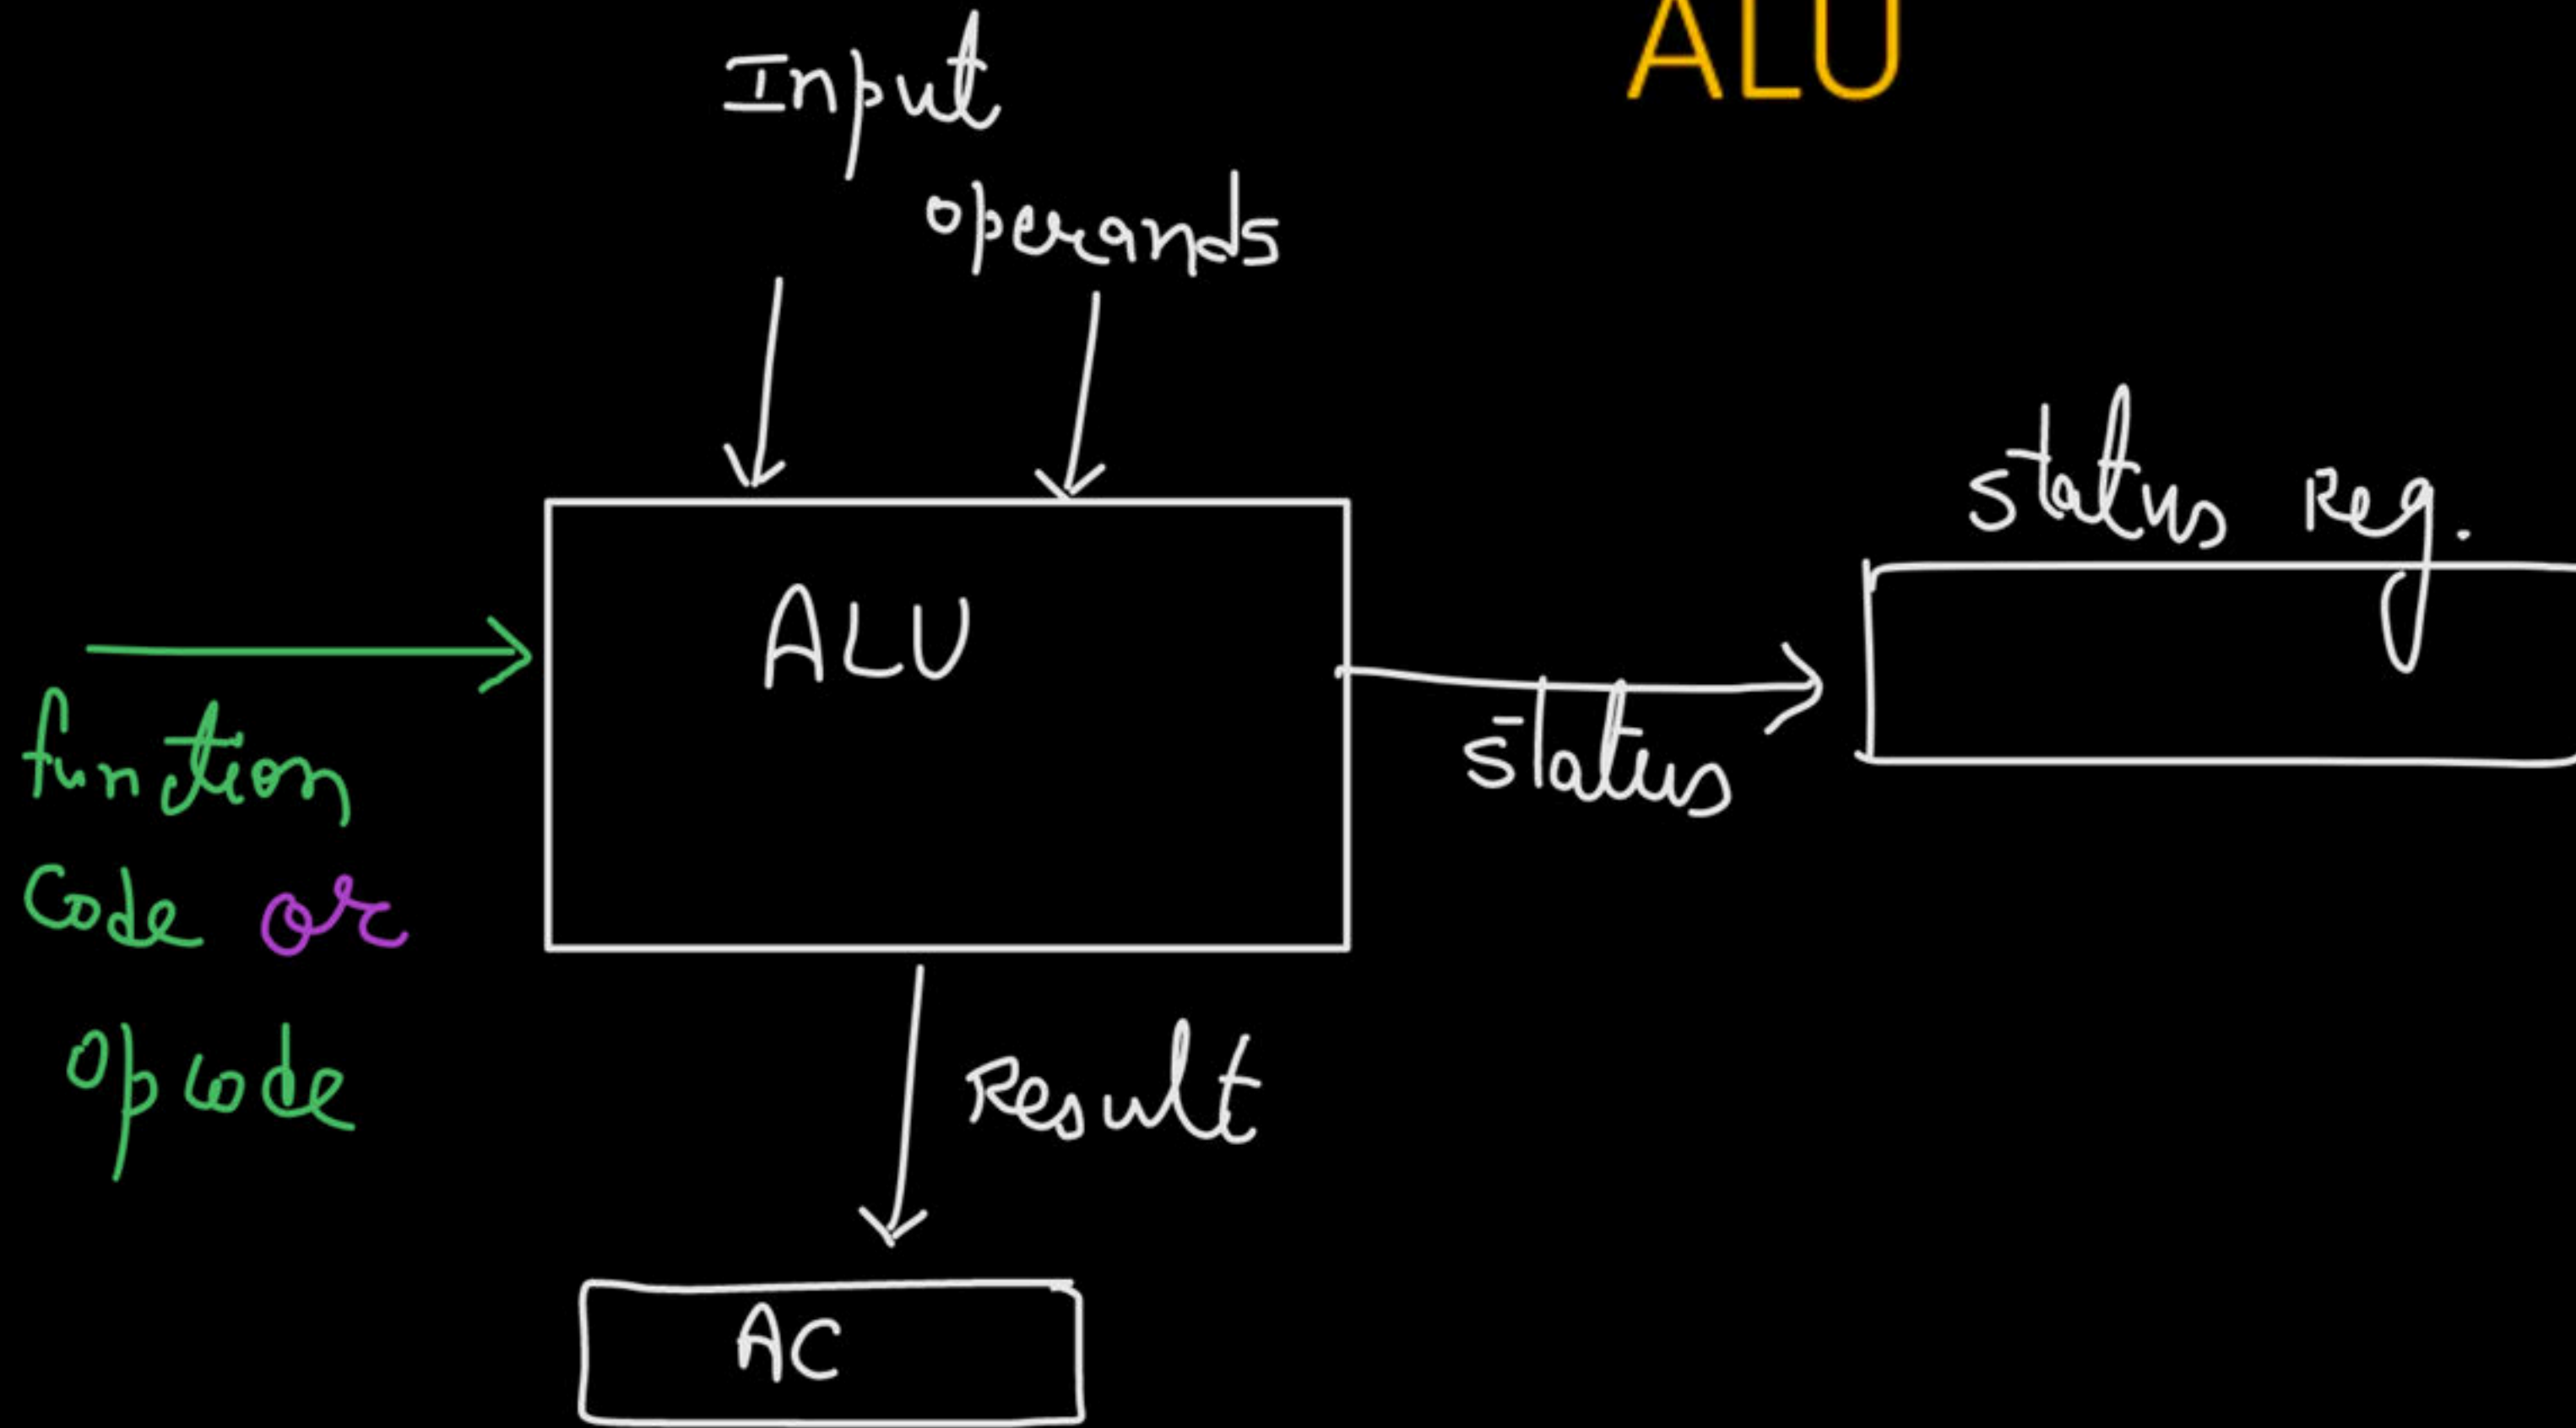 ALU
Input
operands
status Reg.
ALU
status
function
code or
opcode
Result
AC